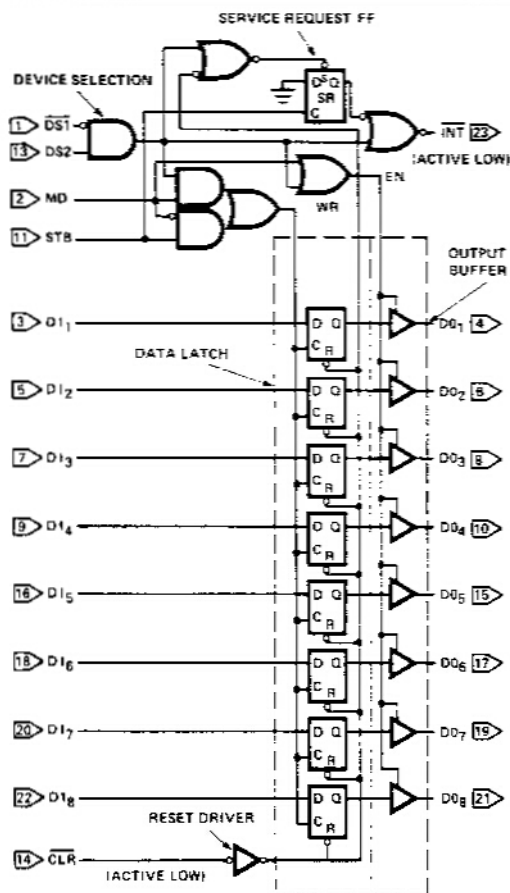 SERVICE REQUEST FF
DEVICE SELECTION
D S Q
SR
C
1 DS1
13 DS2
INT 23
(ACTIVE LOW)
2 MD
EN
WR
11 STB
OUTPUT
BUFFER
3 DI1 D Q C R DO1 4
DATA LATCH
5 DI2 D Q C R DO2 6
7 DI3 D Q C R DO3 8
9 DI4 D Q C R DO4 10
16 DI5 D Q C R DO5 15
18 DI6 D Q C R DO6 17
20 DI7 D Q C R DO7 19
22 DI8 D Q C R DO8 21
RESET DRIVER
14 CLR
(ACTIVE LOW)